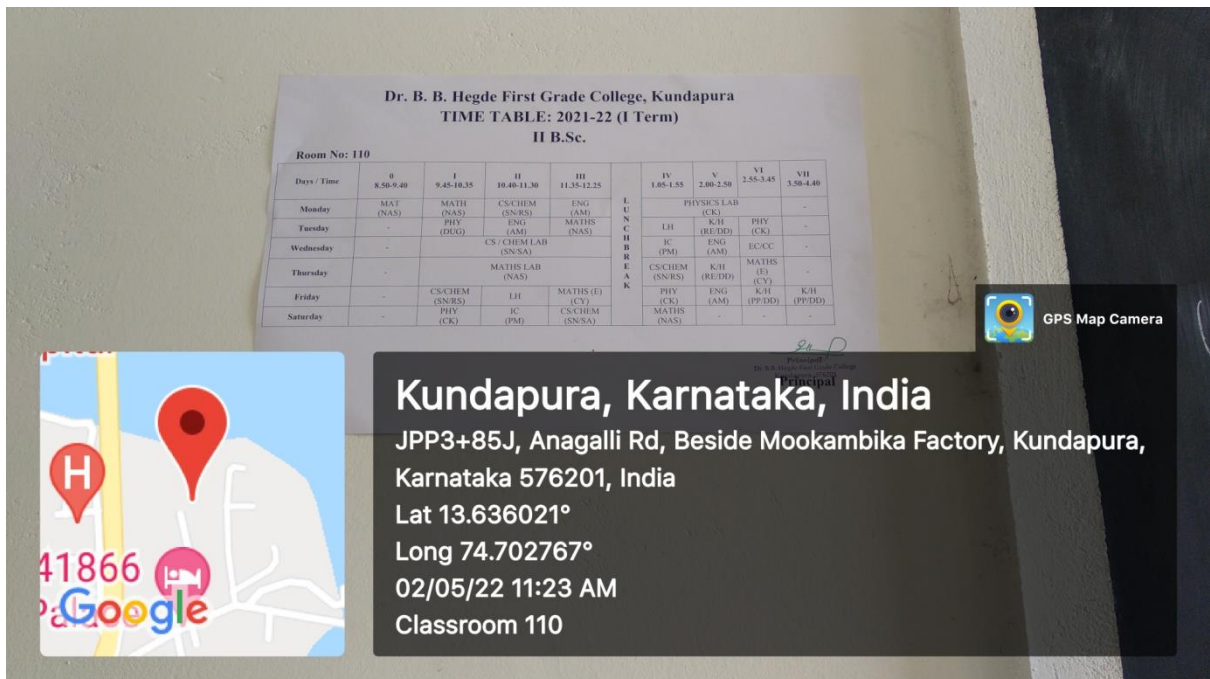 Dr. B. B. Hegde First Grade College, Kundapura
TIME TABLE: 2021-22 (I Term)
II B.Sc.
Room No: 110
Days / Time 0 8.50-9.40 I 9.45-10.35 II 10.40-11.30 III 11.35-12.25 LUNCH BREAK IV 1.05-1.55 V 2.00-2.50 VI 2.55-3.45 VII 3.50-4.40
Monday MAT (NAS) MATH (NAS) CS/CHEM (SN/RS) ENG (AM) PHYSICS LAB (CK) -
Tuesday - PHY (DUG) ENG (AM) MATHS (NAS) LH K/H (RE/DD) PHY (CK) -
Wednesday - CS / CHEM LAB (SN/SA) IC (PM) ENG (AM) EC/CC -
Thursday - MATHS LAB (NAS) CS/CHEM (SN/RS) K/H (RE/DD) MATHS (E) (CY) -
Friday - CS/CHEM (SN/RS) LH MATHS (E) (CY) PHY (CK) ENG (AM) K/H (PP/DD) K/H (PP/DD)
Saturday - PHY (CK) IC (PM) CS/CHEM (SN/SA) MATHS (NAS) - - -
Principal
Dr. B.B. Hegde First Grade College
Principal
GPS Map Camera
Kundapura, Karnataka, India
JPP3+85J, Anagalli Rd, Beside Mookambika Factory, Kundapura,
Karnataka 576201, India
Lat 13.636021°
Long 74.702767°
02/05/22 11:23 AM
Classroom 110
H
41866
Google